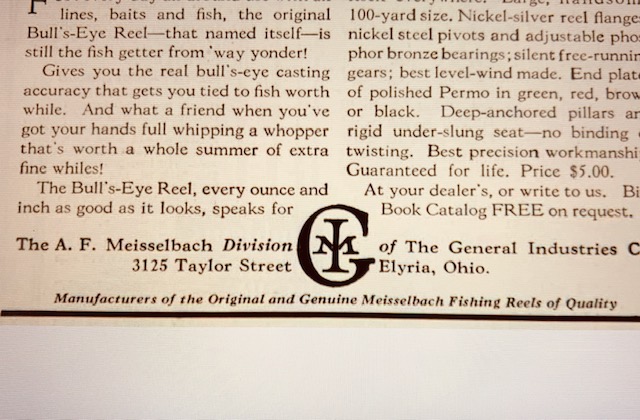 lines, baits and fish, the original
Bull's-Eye Reel—that named itself—is
still the fish getter from 'way yonder!
Gives you the real bull's-eye casting
accuracy that gets you tied to fish worth
while. And what a friend when you've
got your hands full whipping a whopper
that's worth a whole summer of extra
fine whiles!
The Bull's-Eye Reel, every ounce and
inch as good as it looks, speaks for
100-yard size. Nickel-silver reel flange
nickel steel pivots and adjustable pho
phor bronze bearings; silent free-runnin
gears; best level-wind made. End plate
of polished Permo in green, red, brow
or black. Deep-anchored pillars an
rigid under-slung seat—no binding
twisting. Best precision workmanshi
Guaranteed for life. Price $5.00.
At your dealer's, or write to us. Bi
Book Catalog FREE on request.
The A. F. Meisselbach Division of The General Industries C
3125 Taylor Street Elyria, Ohio.
GIM
Manufacturers of the Original and Genuine Meisselbach Fishing Reels of Quality